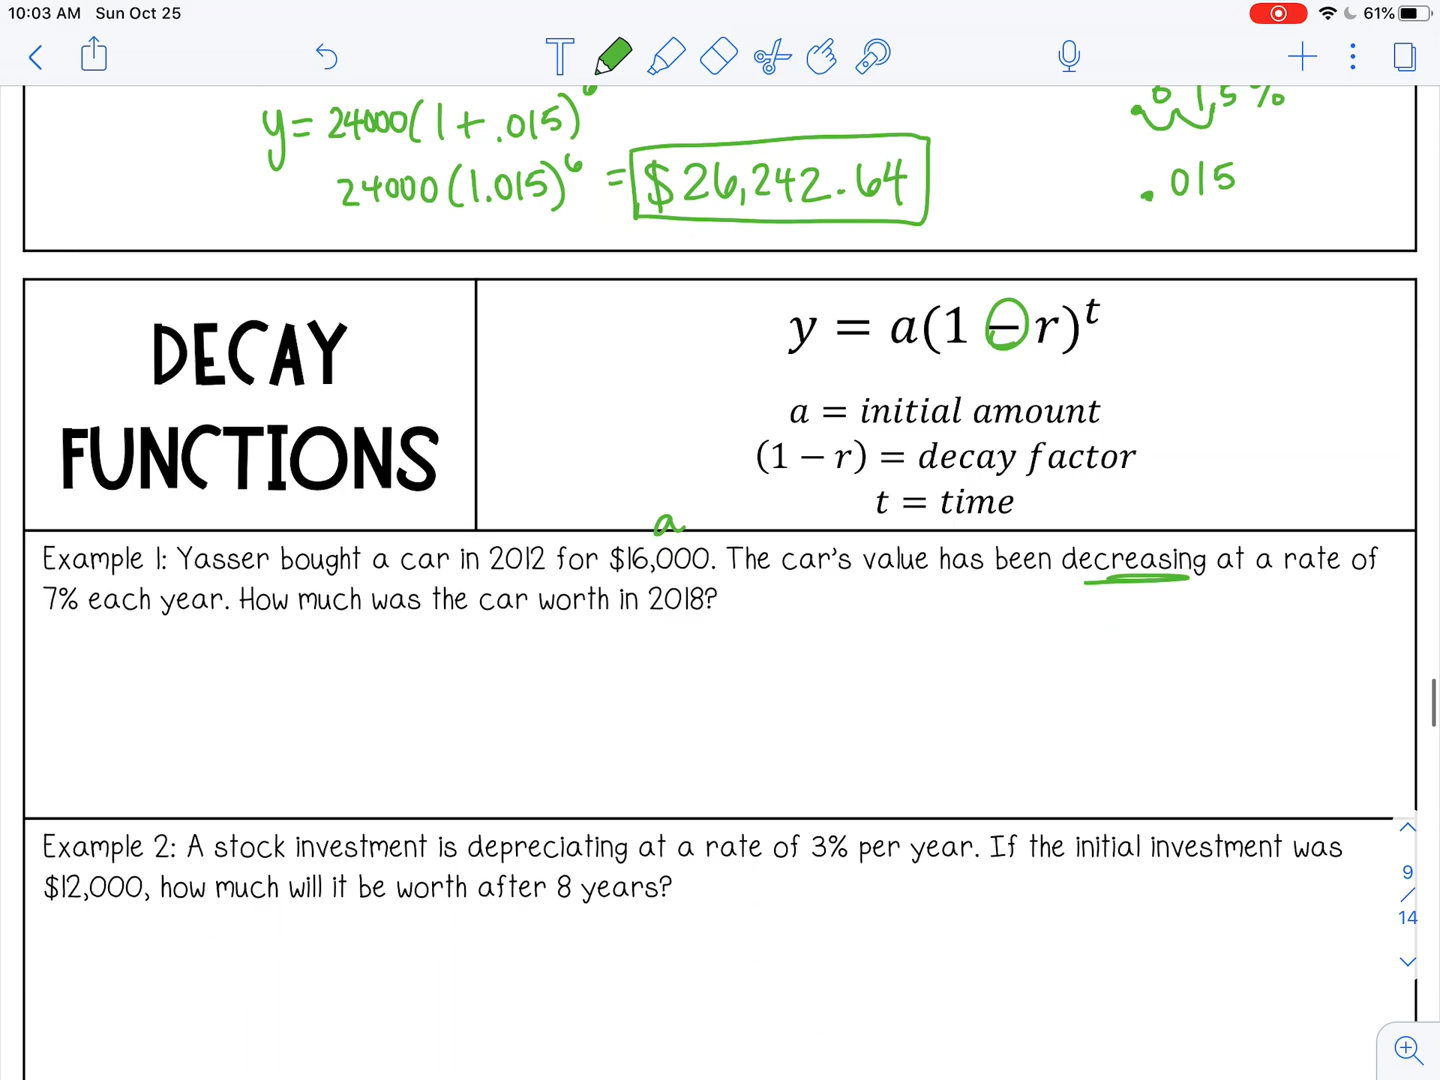 10:03 AM Sun Oct 25
61%
T
y = 24000(1 + .015)⁶
0 1.5%
24000(1.015)⁶ = $26,242.64
.015
DECAY
FUNCTIONS
y = a(1 − r)ᵗ
a = initial amount
(1 − r) = decay factor
t = time
a
Example 1: Yasser bought a car in 2012 for $16,000. The car's value has been decreasing at a rate of
7% each year. How much was the car worth in 2018?
Example 2: A stock investment is depreciating at a rate of 3% per year. If the initial investment was
$12,000, how much will it be worth after 8 years?
9
/
14